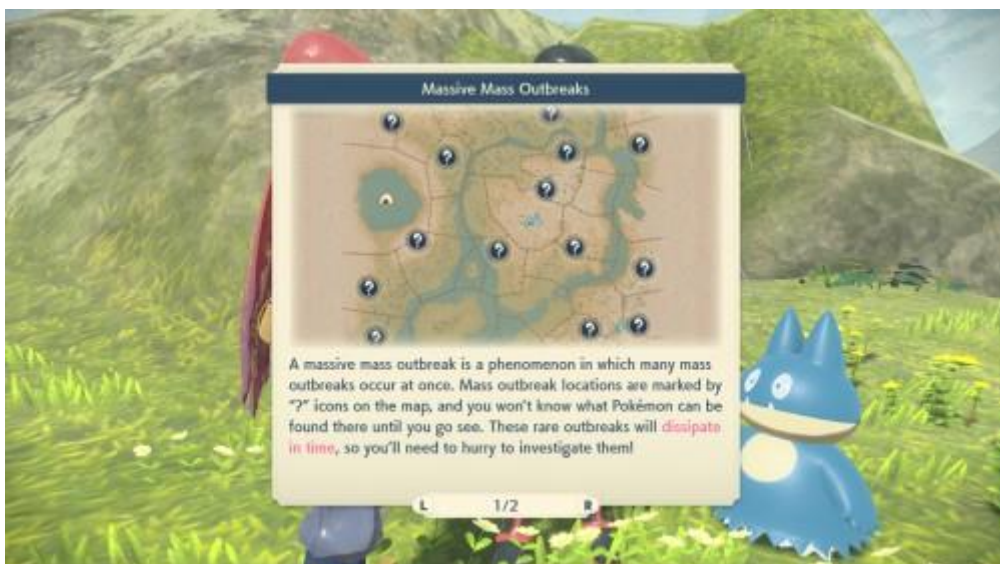 Massive Mass Outbreaks
?
?
?
?
?
?
?
?
?
?
?
?
?
?
A massive mass outbreak is a phenomenon in which many mass
outbreaks occur at once. Mass outbreak locations are marked by
"?" icons on the map, and you won't know what Pokémon can be
found there until you go see. These rare outbreaks will dissipate
in time, so you'll need to hurry to investigate them!
L 1/2 R